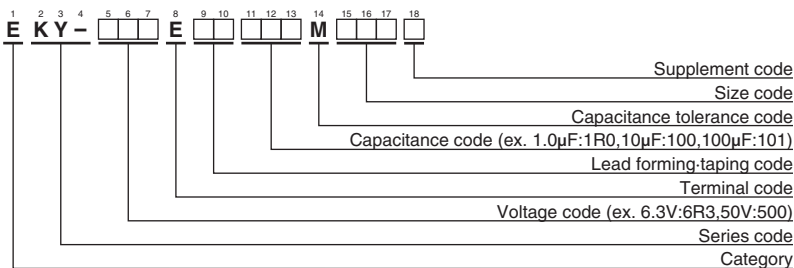 1 2 3 4 5 6 7 8 9 10 11 12 13 14 15 16 17 18
E KY– □□□ E □□ □□□ M □□□ □
Supplement code
Size code
Capacitance tolerance code
Capacitance code (ex. 1.0μF:1R0,10μF:100,100μF:101)
Lead forming·taping code
Terminal code
Voltage code (ex. 6.3V:6R3,50V:500)
Series code
Category